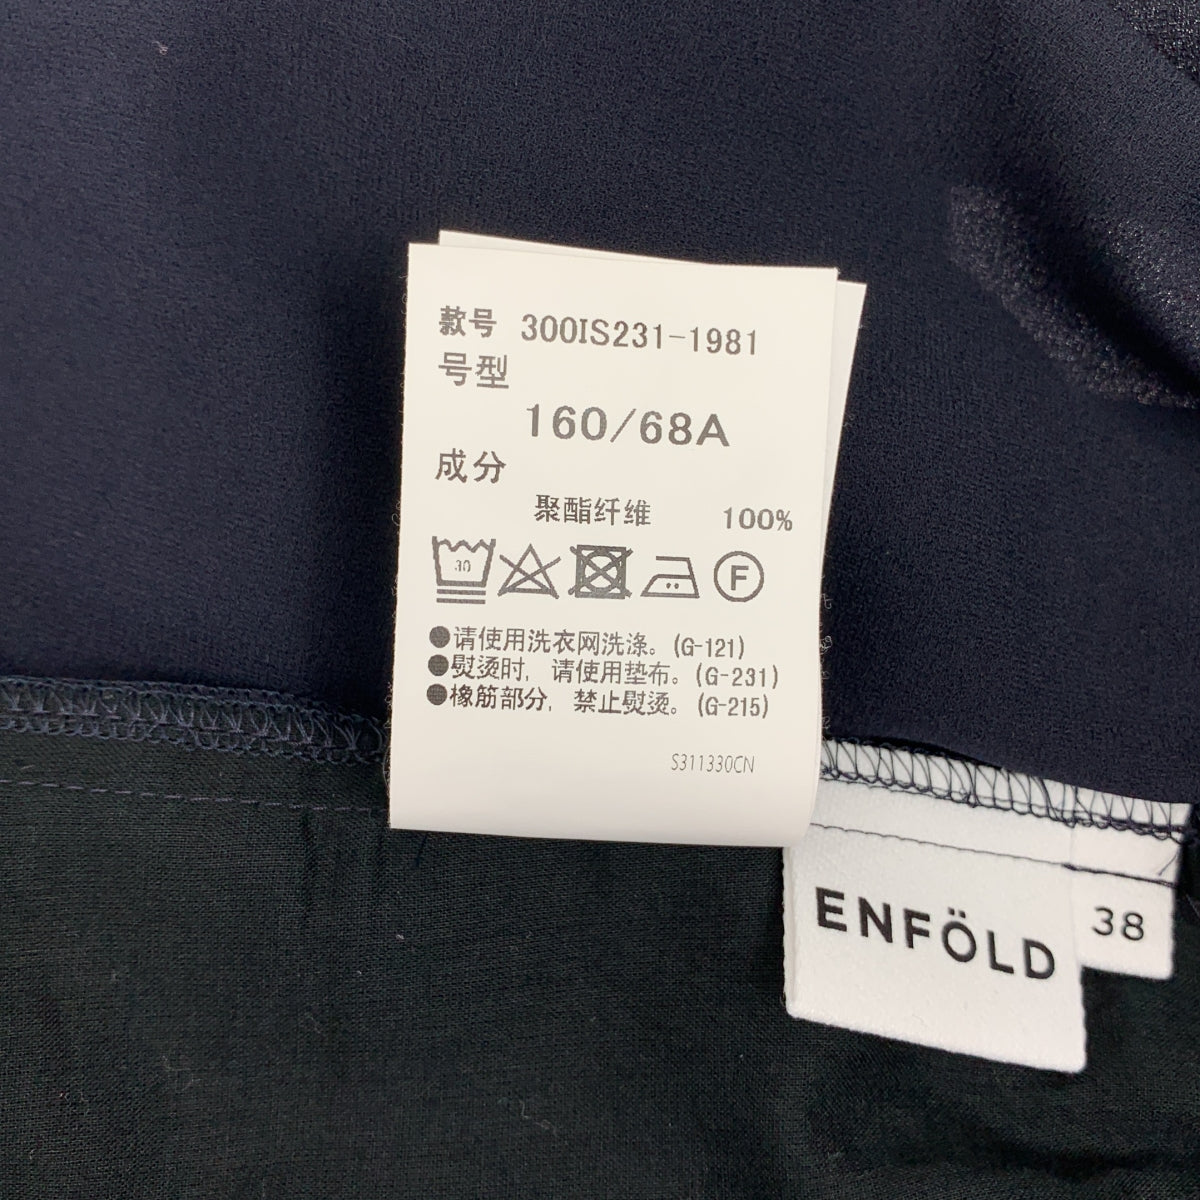 款号 300IS231-1981
号型
160/68A
成分
聚酯纤维 100%
30
F
●请使用洗衣网洗涤。(G-121)
●熨烫时，请使用垫布。(G-231)
●橡筋部分，禁止熨烫。(G-215)
S311330CN
ENFÖLD
38